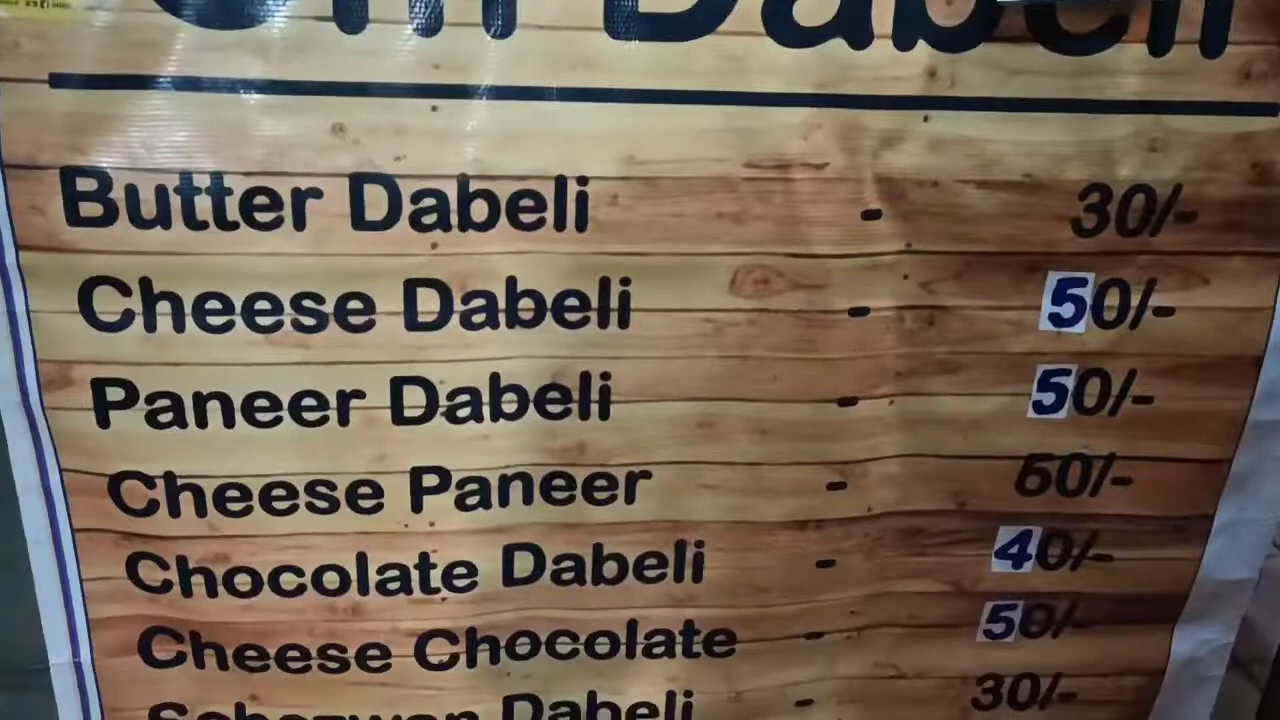 Dabeli
Butter Dabeli - 30/-
Cheese Dabeli - 50/-
Paneer Dabeli - 50/-
Cheese Paneer - 60/-
Chocolate Dabeli - 40/-
Cheese Chocolate - 50/-
Schezwan Dabeli - 30/-